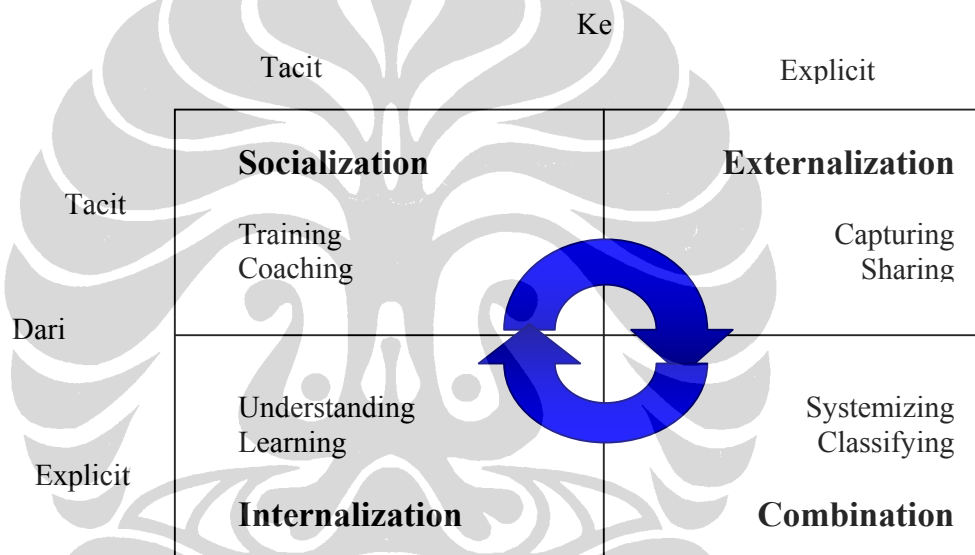 Ke
Tacit
Explicit
Socialization
Externalization
Tacit
Training
Coaching
Capturing
Sharing
Dari
Understanding
Learning
Systemizing
Classifying
Explicit
Internalization
Combination